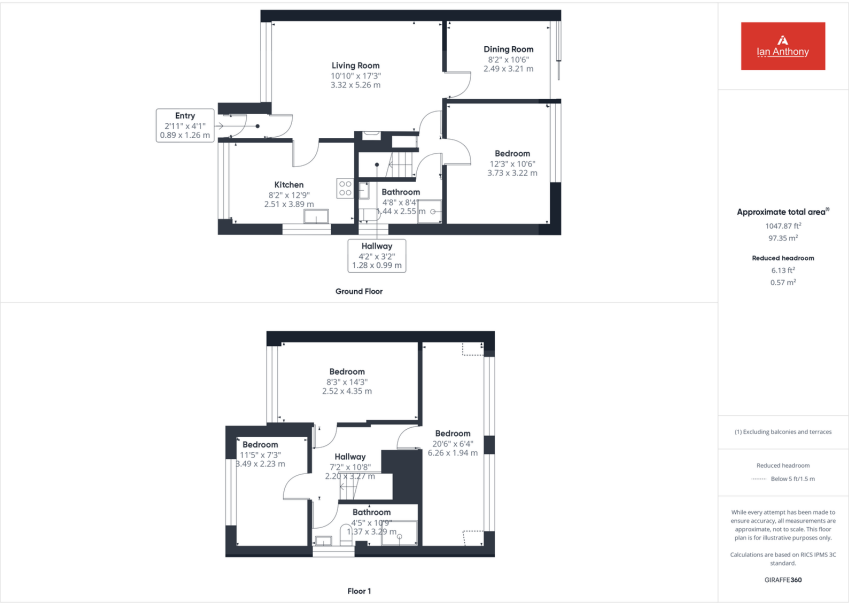 Living Room
10'10" x 17'3"
3.32 x 5.26 m
Dining Room
8'2" x 10'6"
2.49 x 3.21 m
Entry
2'11" x 4'1"
0.89 x 1.26 m
Bedroom
12'3" x 10'6"
3.73 x 3.22 m
Kitchen
8'2" x 12'9"
2.51 x 3.89 m
Bathroom
4'8" x 8'4"
1.44 x 2.55 m
Hallway
4'2" x 3'2"
1.28 x 0.99 m
Ground Floor
Bedroom
8'3" x 14'3"
2.52 x 4.35 m
Bedroom
11'5" x 7'3"
3.49 x 2.23 m
Hallway
7'2" x 10'8"
2.20 x 3.27 m
Bedroom
20'6" x 6'4"
6.26 x 1.94 m
Bathroom
4'5" x 10'9"
1.37 x 3.29 m
Floor 1
Ian Anthony
Approximate total area(1)
1047.87 ft²
97.35 m²
Reduced headroom
6.13 ft²
0.57 m²
(1) Excluding balconies and terraces
Reduced headroom
Below 5 ft/1.5 m
While every attempt has been made to
ensure accuracy, all measurements are
approximate, not to scale. This floor
plan is for illustrative purposes only.
Calculations are based on RICS IPMS 3C
standard.
GIRAFFE360